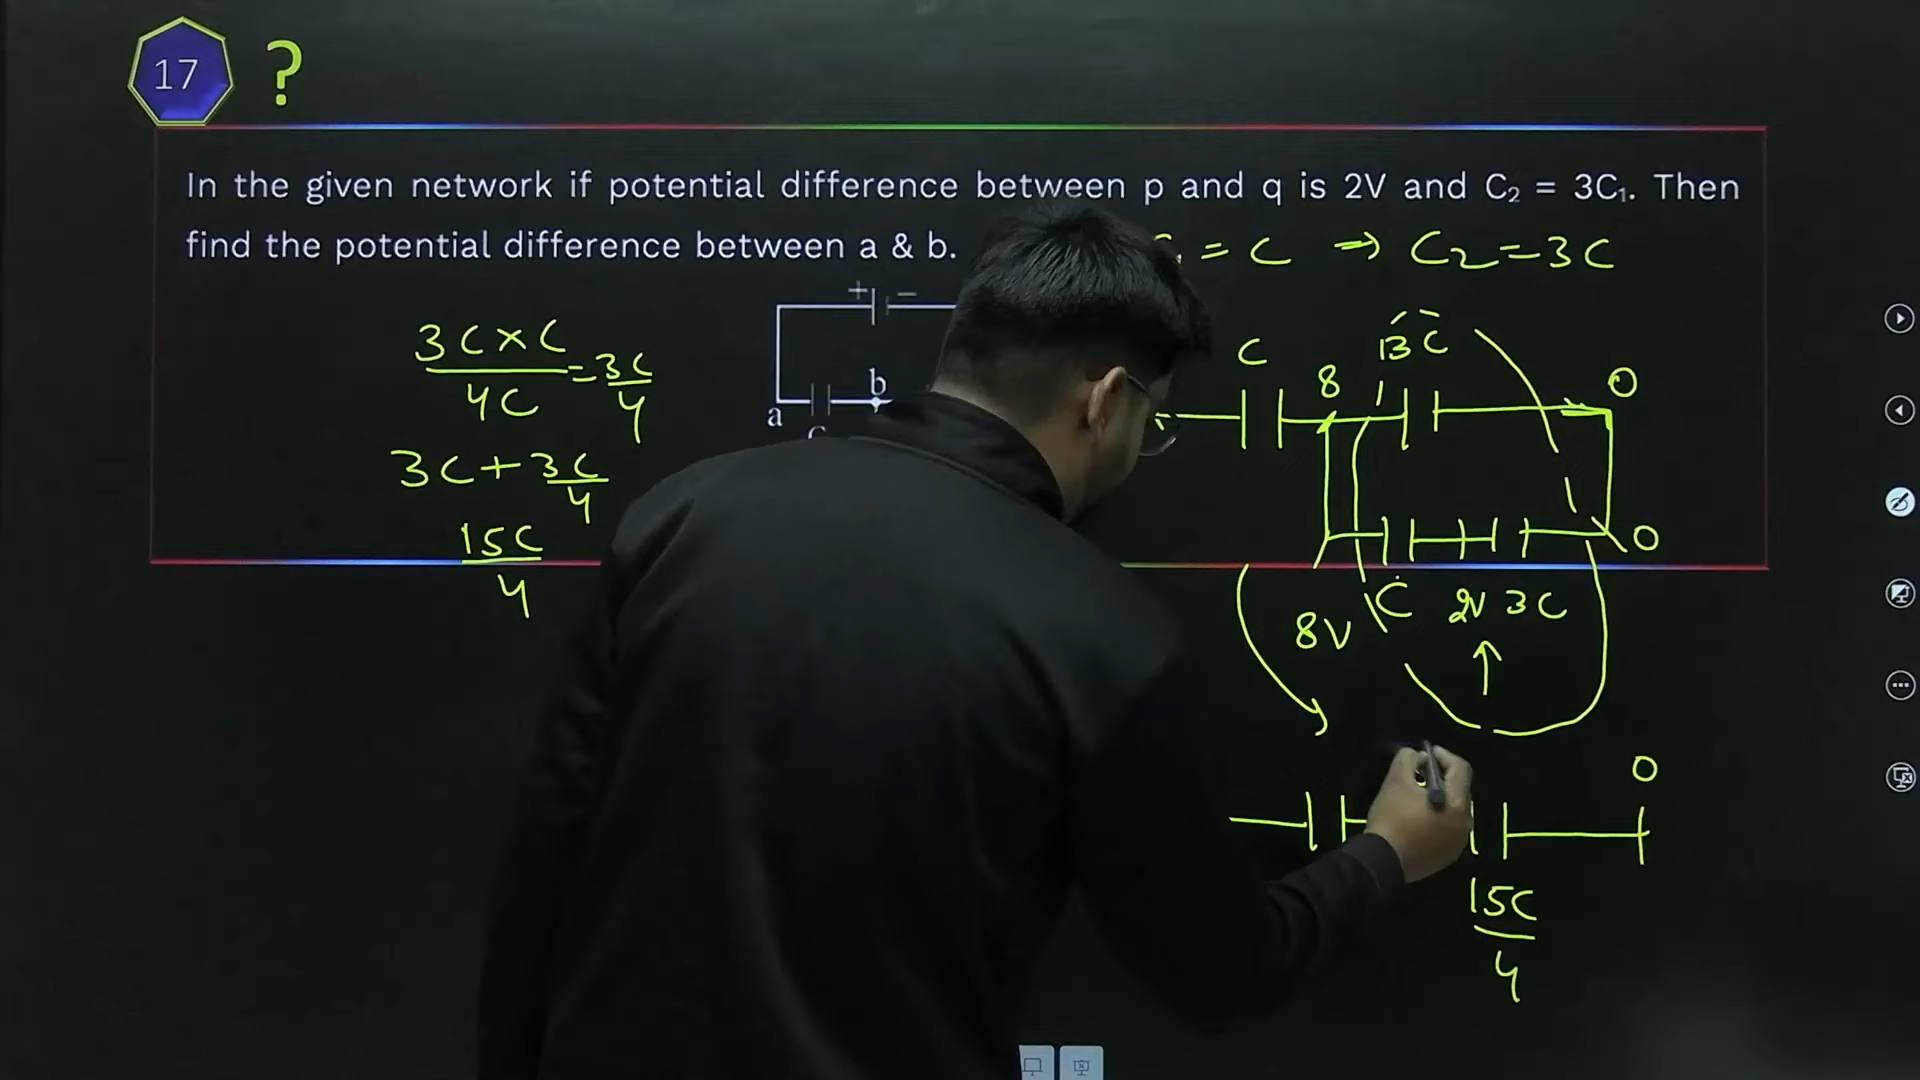 17 ?
In the given network if potential difference between p and q is 2V and C₂ = 3C₁. Then
find the potential difference between a & b.
= C ⇒ C₂ = 3C
+ −
b
a
3C × C / 4C = 3C / 4
3C + 3C / 4
15C / 4
C
8
3C
0
0
C
2V 3C
8V
0
15C / 4